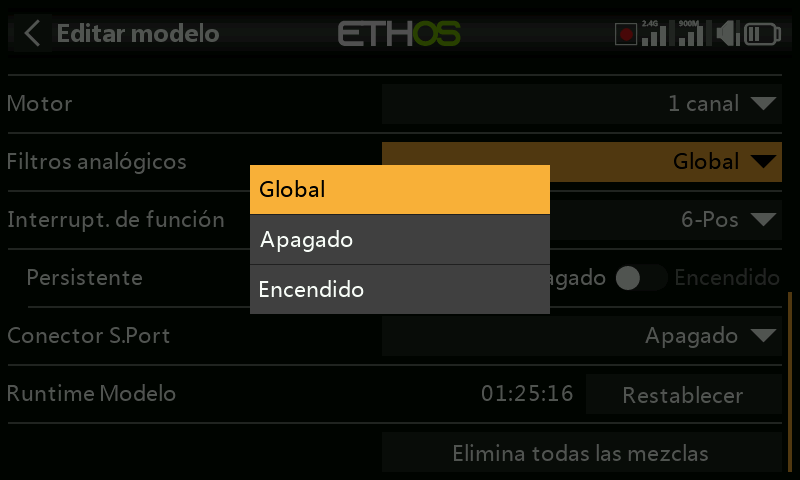 Editar modelo
ETHOS
2.4G
900M
Motor
1 canal
Filtros analógicos
Global
Global
Apagado
Encendido
Interrupt. de función
6-Pos
Persistente
agado
Encendido
Conector S.Port
Apagado
Runtime Modelo
01:25:16
Restablecer
Elimina todas las mezclas